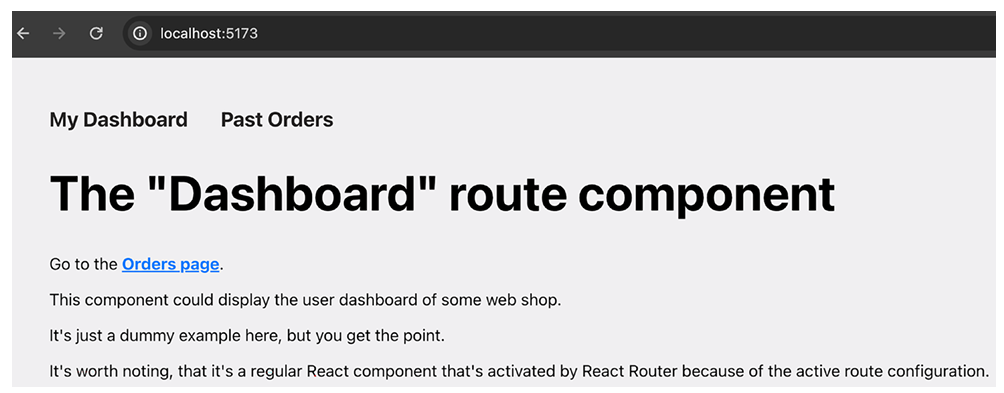 localhost:5173
My Dashboard Past Orders
The "Dashboard" route component
Go to the Orders page.
This component could display the user dashboard of some web shop.
It's just a dummy example here, but you get the point.
It's worth noting, that it's a regular React component that's activated by React Router because of the active route configuration.